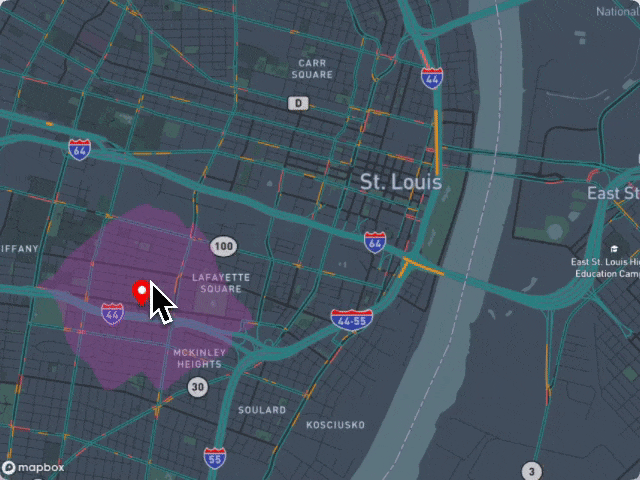 National
CARR
SQUARE
44
D
64
St. Louis
East St
IFFANY
100
64
East St. Louis Hi
Education Camp
LAFAYETTE
SQUARE
44
44-55
MCKINLEY
HEIGHTS
30
SOULARD
KOSCIUSKO
55
3
mapbox